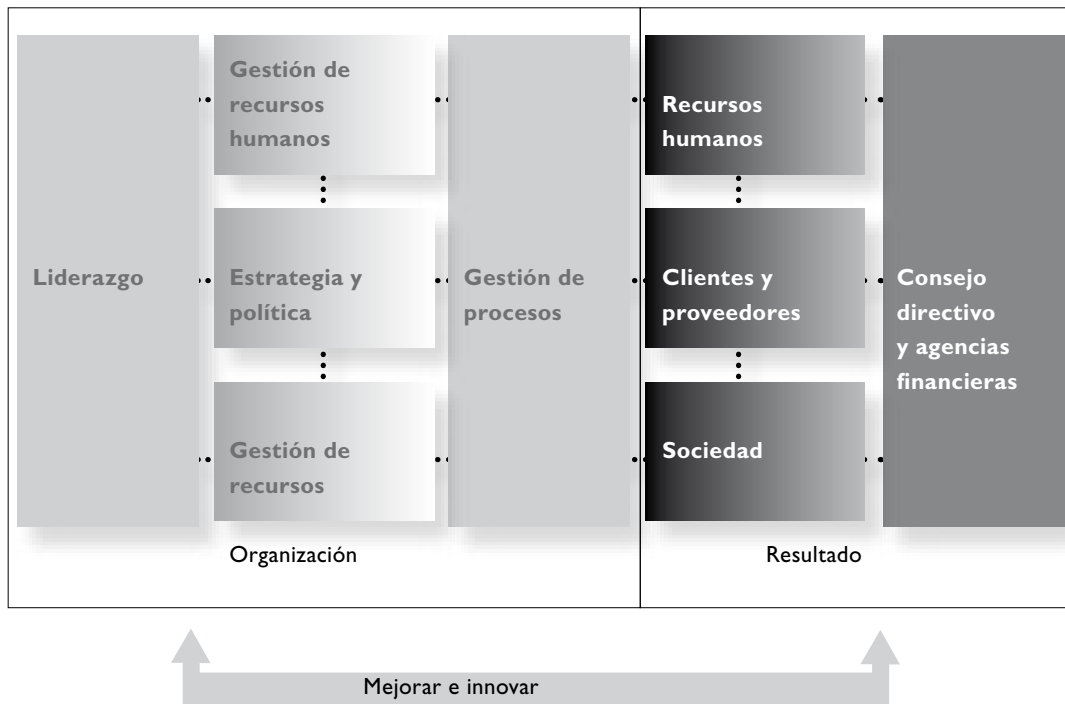 Liderazgo
Gestión de
recursos
humanos
Estrategia y
política
Gestión de
recursos
Gestión de
procesos
Organización
Recursos
humanos
Clientes y
proveedores
Sociedad
Consejo
directivo
y agencias
financieras
Resultado
Mejorar e innovar